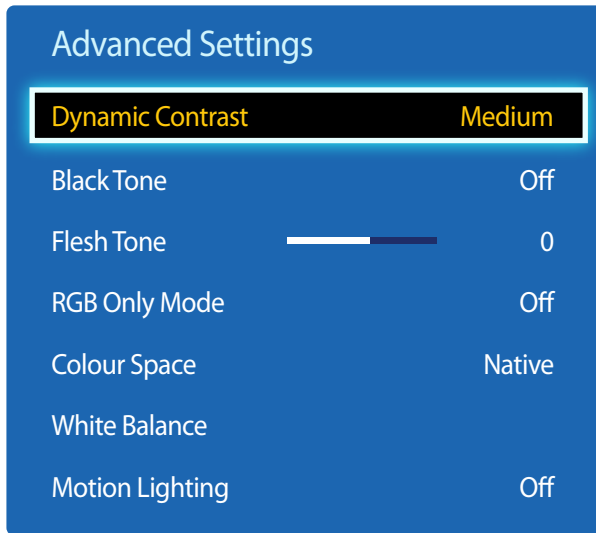 Advanced Settings
Dynamic Contrast Medium
Black Tone Off
Flesh Tone 0
RGB Only Mode Off
Colour Space Native
White Balance
Motion Lighting Off